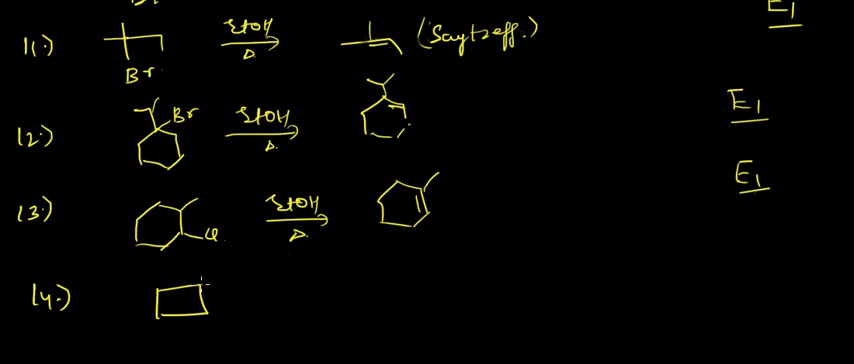 E1
11.) EtOH Δ (Saytzeff.)
Br
12.) Br EtOH Δ E1
13.) Cl EtOH Δ E1
14.)